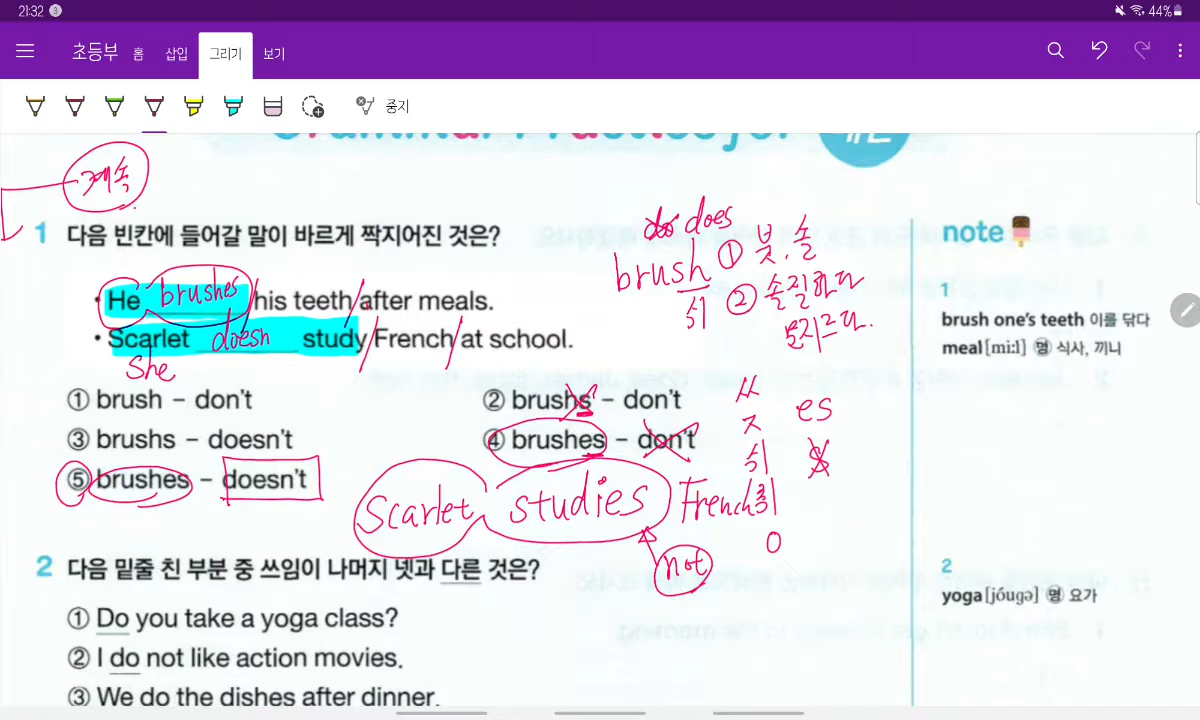 21:32 3 44%
초등부 홈 삽입 그리기 보기
중지
계속
1 다음 빈칸에 들어갈 말이 바르게 짝지어진 것은?
• He brushes his teeth after meals.
• Scarlet doesn study French at school.
She
① brush – don't ② brushs – don't
③ brushs – doesn't ④ brushes – don't
⑤ brushes – doesn't
do does
brush ① 붓, 솔
쉬 ② 솔질하다
ㅆ es
ㅈ
쉬 s
취
o
Scarlet studies French
not
2 다음 밑줄 친 부분 중 쓰임이 나머지 넷과 다른 것은?
① Do you take a yoga class?
② I do not like action movies.
③ We do the dishes after dinner.
note
1
brush one's teeth 이를 닦다
meal[miːl] 명 식사, 끼니
2
yoga[jóugə] 명 요가